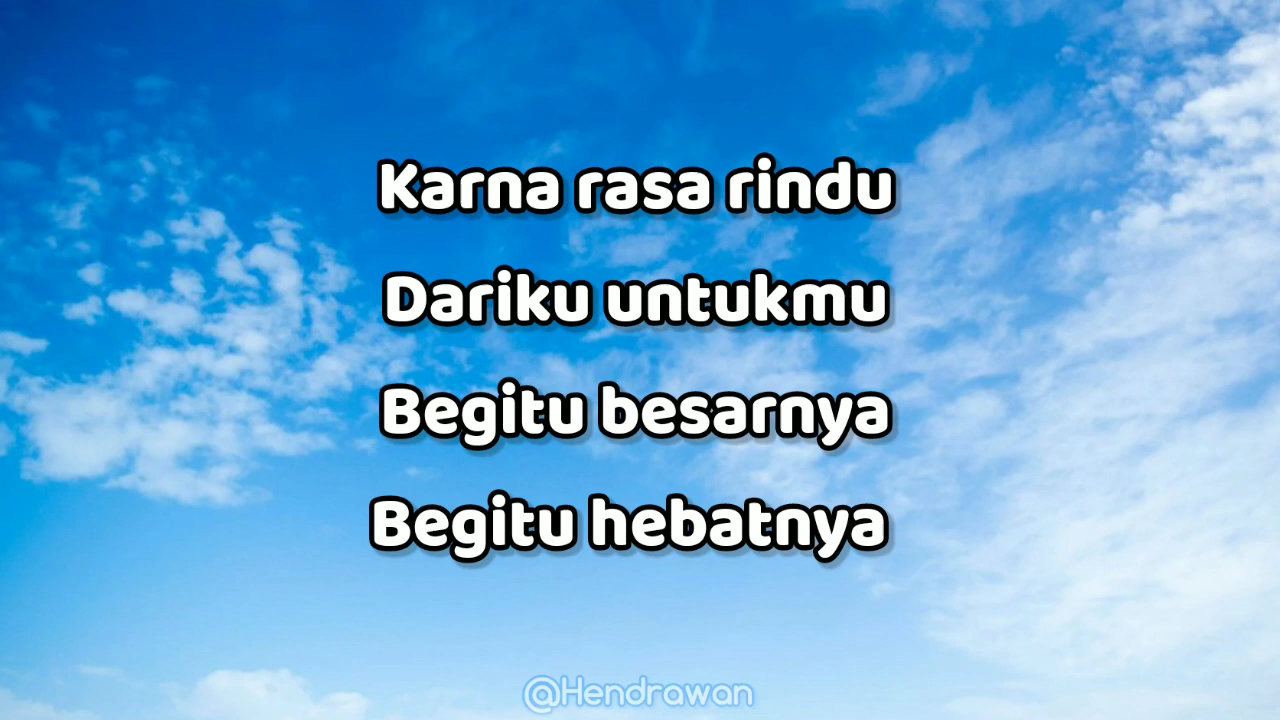 Karna rasa rindu
Dariku untukmu
Begitu besarnya
Begitu hebatnya
@Hendrawan